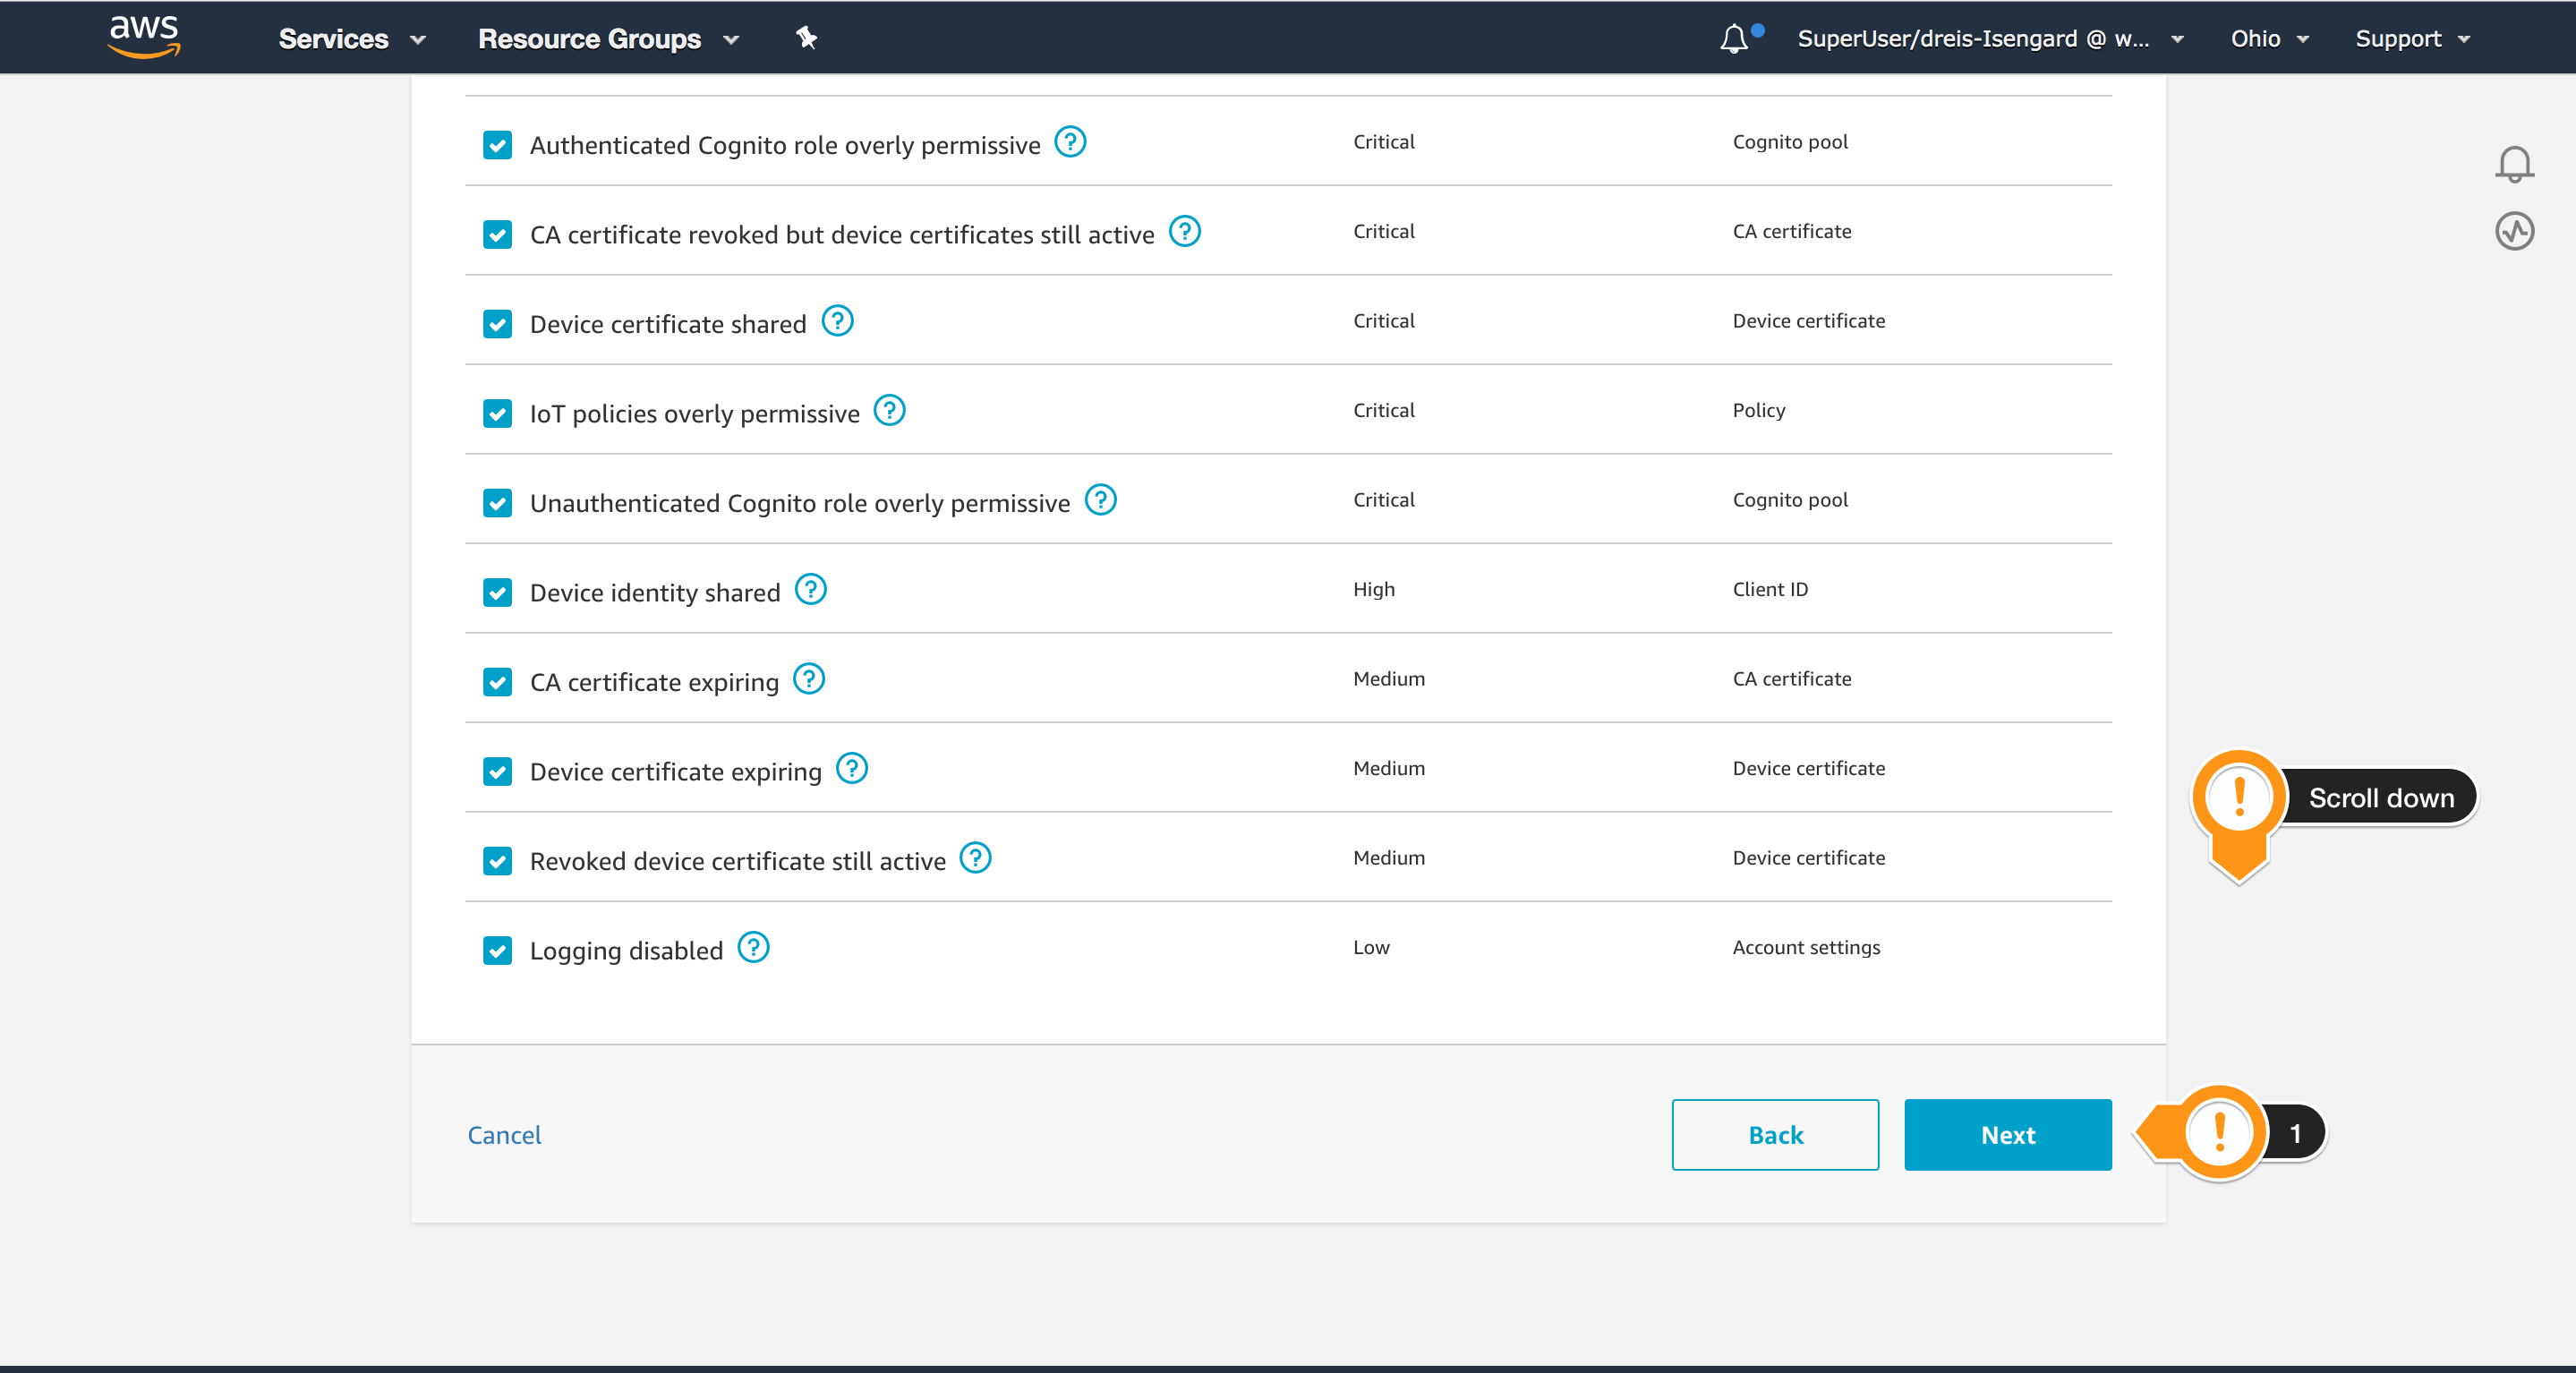 aws Services Resource Groups SuperUser/dreis-Isengard @ w... Ohio Support
Authenticated Cognito role overly permissive ? Critical Cognito pool
CA certificate revoked but device certificates still active ? Critical CA certificate
Device certificate shared ? Critical Device certificate
IoT policies overly permissive ? Critical Policy
Unauthenticated Cognito role overly permissive ? Critical Cognito pool
Device identity shared ? High Client ID
CA certificate expiring ? Medium CA certificate
Device certificate expiring ? Medium Device certificate
! Scroll down
Revoked device certificate still active ? Medium Device certificate
Logging disabled ? Low Account settings
Cancel Back Next ! 1